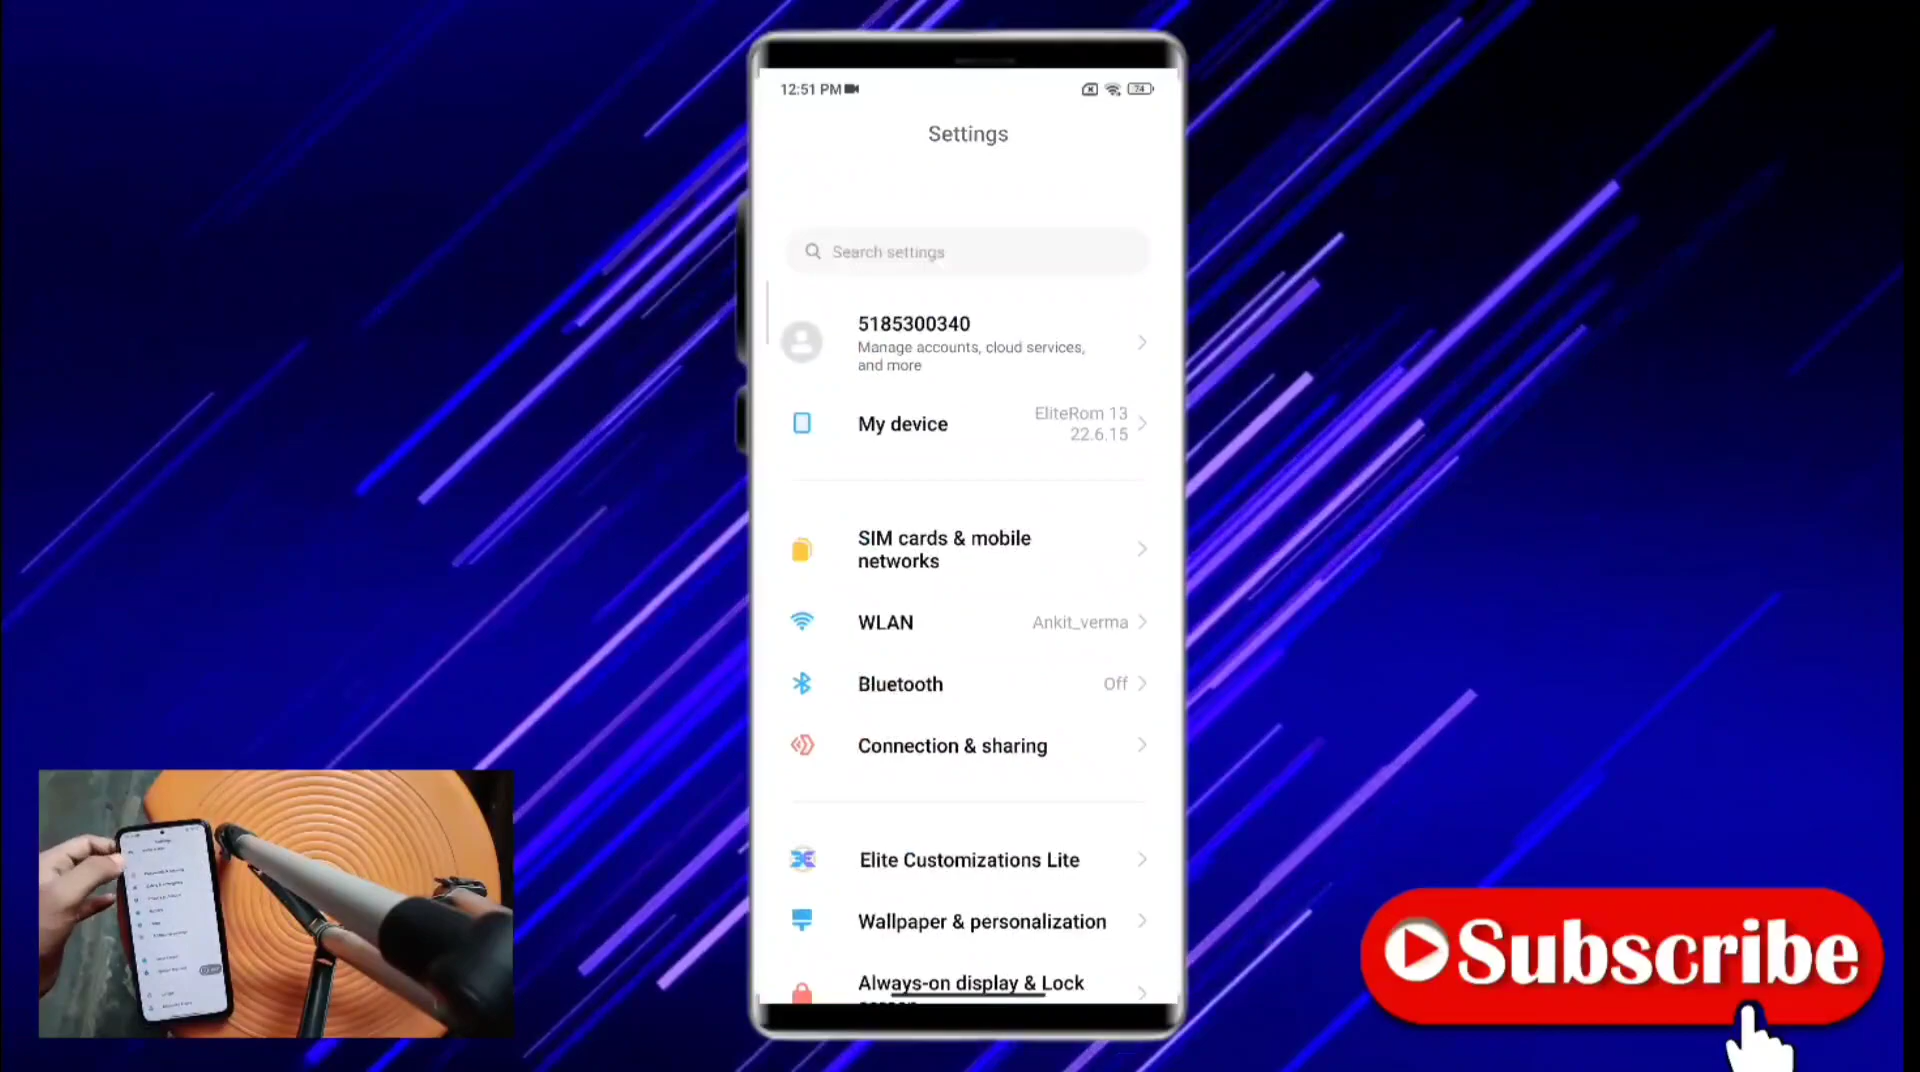 12:51 PM
74
Settings
Search settings
5185300340
Manage accounts, cloud services,
and more
My device
EliteRom 13
22.6.15
SIM cards & mobile
networks
WLAN
Ankit_verma
Bluetooth
Off
Connection & sharing
Elite Customizations Lite
Wallpaper & personalization
Always-on display & Lock
Subscribe